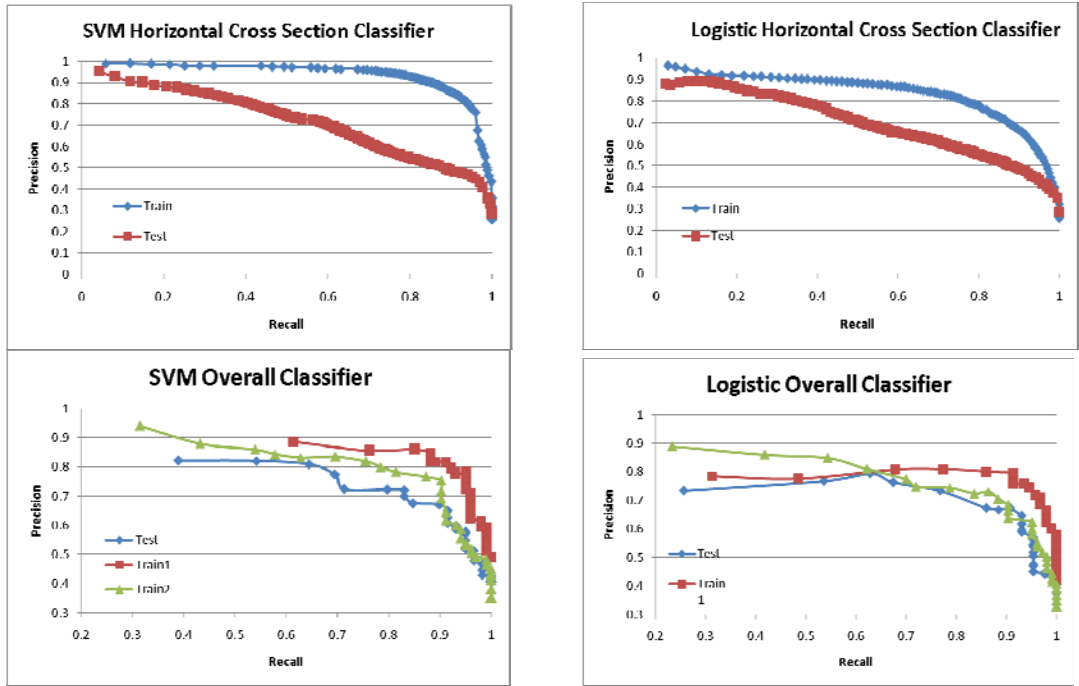 SVM Horizontal Cross Section Classifier
1
0.9
0.8
0.7
0.6
0.5
0.4
0.3
0.2
0.1
0
Precision
Train
Test
0 0.2 0.4 0.6 0.8 1
Recall
Logistic Horizontal Cross Section Classifier
1
0.9
0.8
0.7
0.6
0.5
0.4
0.3
0.2
0.1
0
Precision
Train
Test
0 0.2 0.4 0.6 0.8 1
Recall
SVM Overall Classifier
1
0.9
0.8
0.7
0.6
0.5
0.4
0.3
Precision
Test
Train1
Train2
0.2 0.3 0.4 0.5 0.6 0.7 0.8 0.9 1
Recall
Logistic Overall Classifier
1
0.9
0.8
0.7
0.6
0.5
0.4
0.3
Precision
Test
Train
1
0.2 0.3 0.4 0.5 0.6 0.7 0.8 0.9 1
Recall